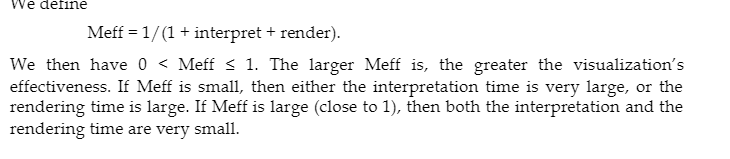 We define
Meff = 1/(1 + interpret + render).
We then have 0 < Meff ≤ 1. The larger Meff is, the greater the visualization's
effectiveness. If Meff is small, then either the interpretation time is very large, or the
rendering time is large. If Meff is large (close to 1), then both the interpretation and the
rendering time are very small.